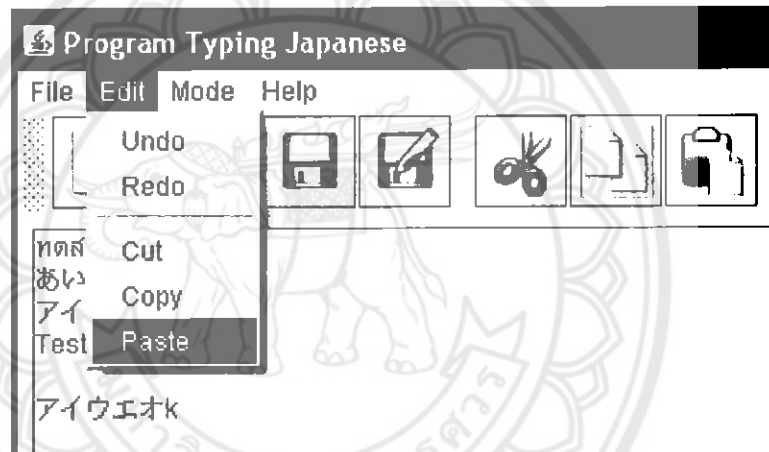 Program Typing Japanese
File Edit Mode Help
Undo
Redo
Cut
Copy
Paste
ทดส
あい
アイ
Test
アイウエオk